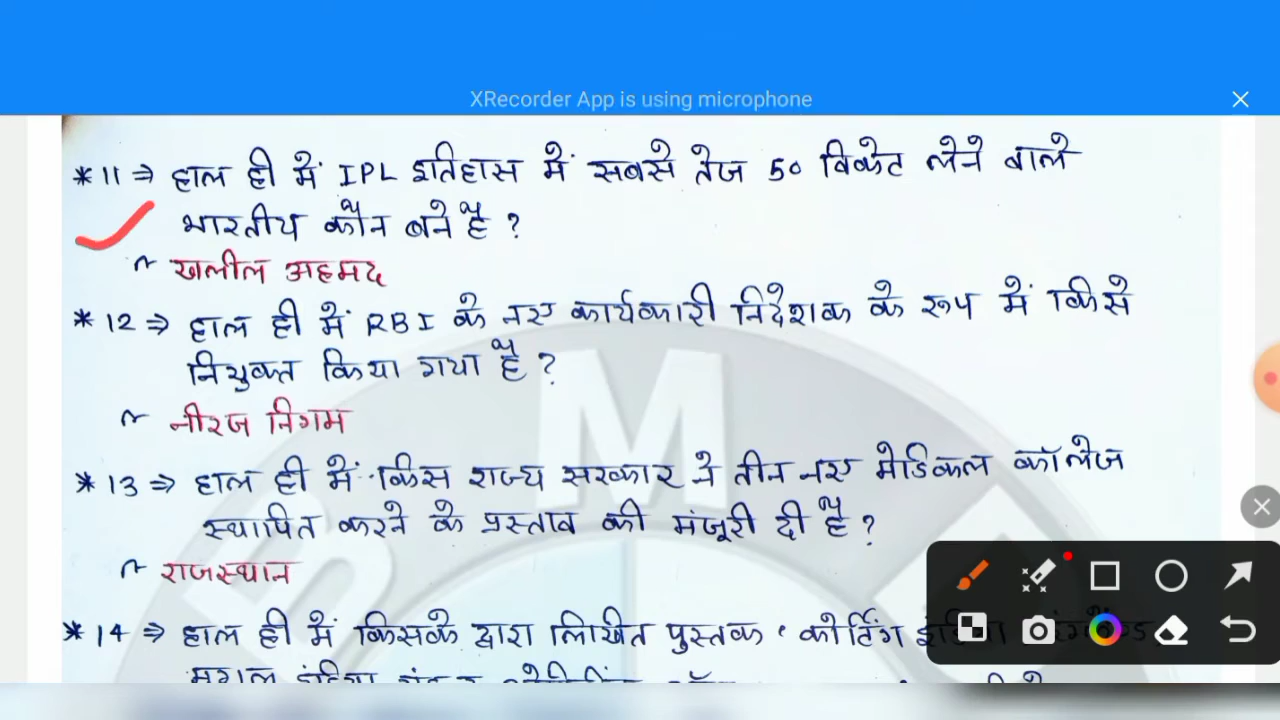 XRecorder App is using microphone
* 11 ⇒ हाल ही में IPL इतिहास में सबसे तेज 50 विकेट लेने वाले
भारतीय कौन बने है ?
~ खलील अहमद
* 12 ⇒ हाल ही में RBI के नए कार्यकारी निदेशक के रूप में किसे
नियुक्त किया गया है ?
~ नीरज निगम
* 13 ⇒ हाल ही में किस राज्य सरकार ने तीन नए मेडिकल कॉलेज
स्थापित करने के प्रस्ताव की मंजूरी दी है ?
~ राजस्थान
* 14 ⇒ हाल ही में किसके द्वारा लिखित पुस्तक ' कोर्टिंग
B M